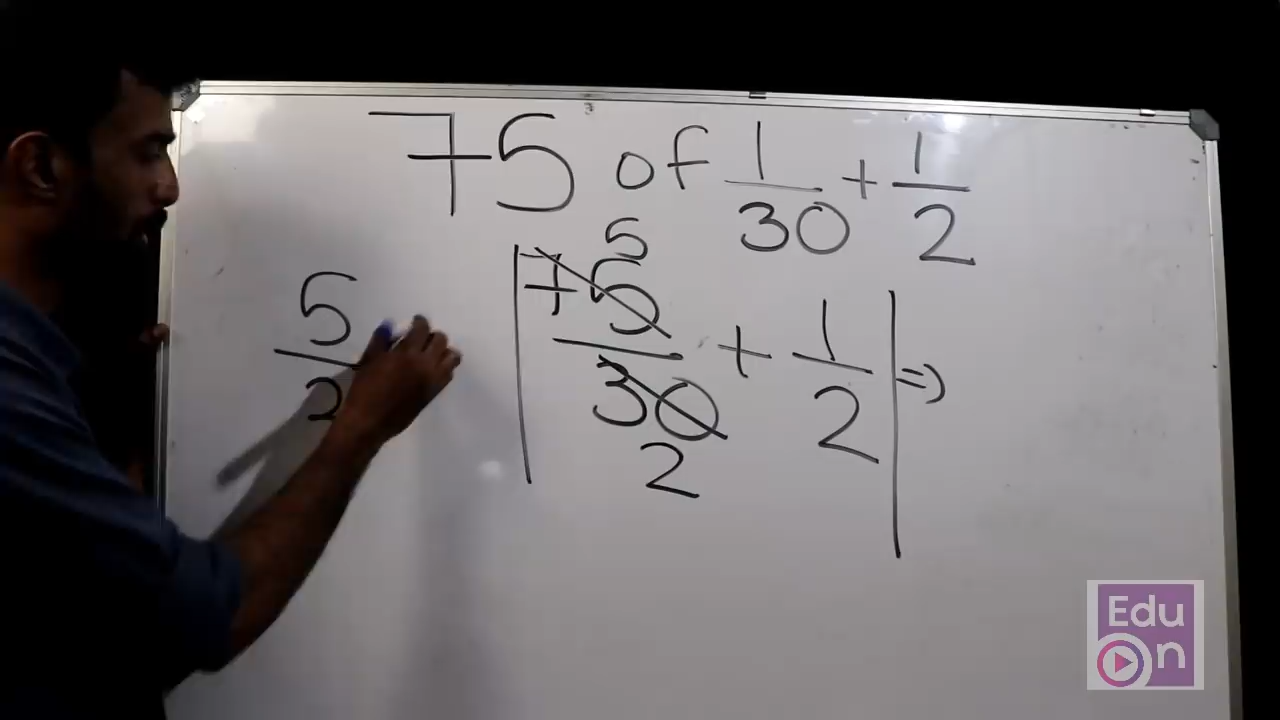 75 of 1/30 + 1/2
5
75/30 + 1/2 =>
2
5/2
Edu
On